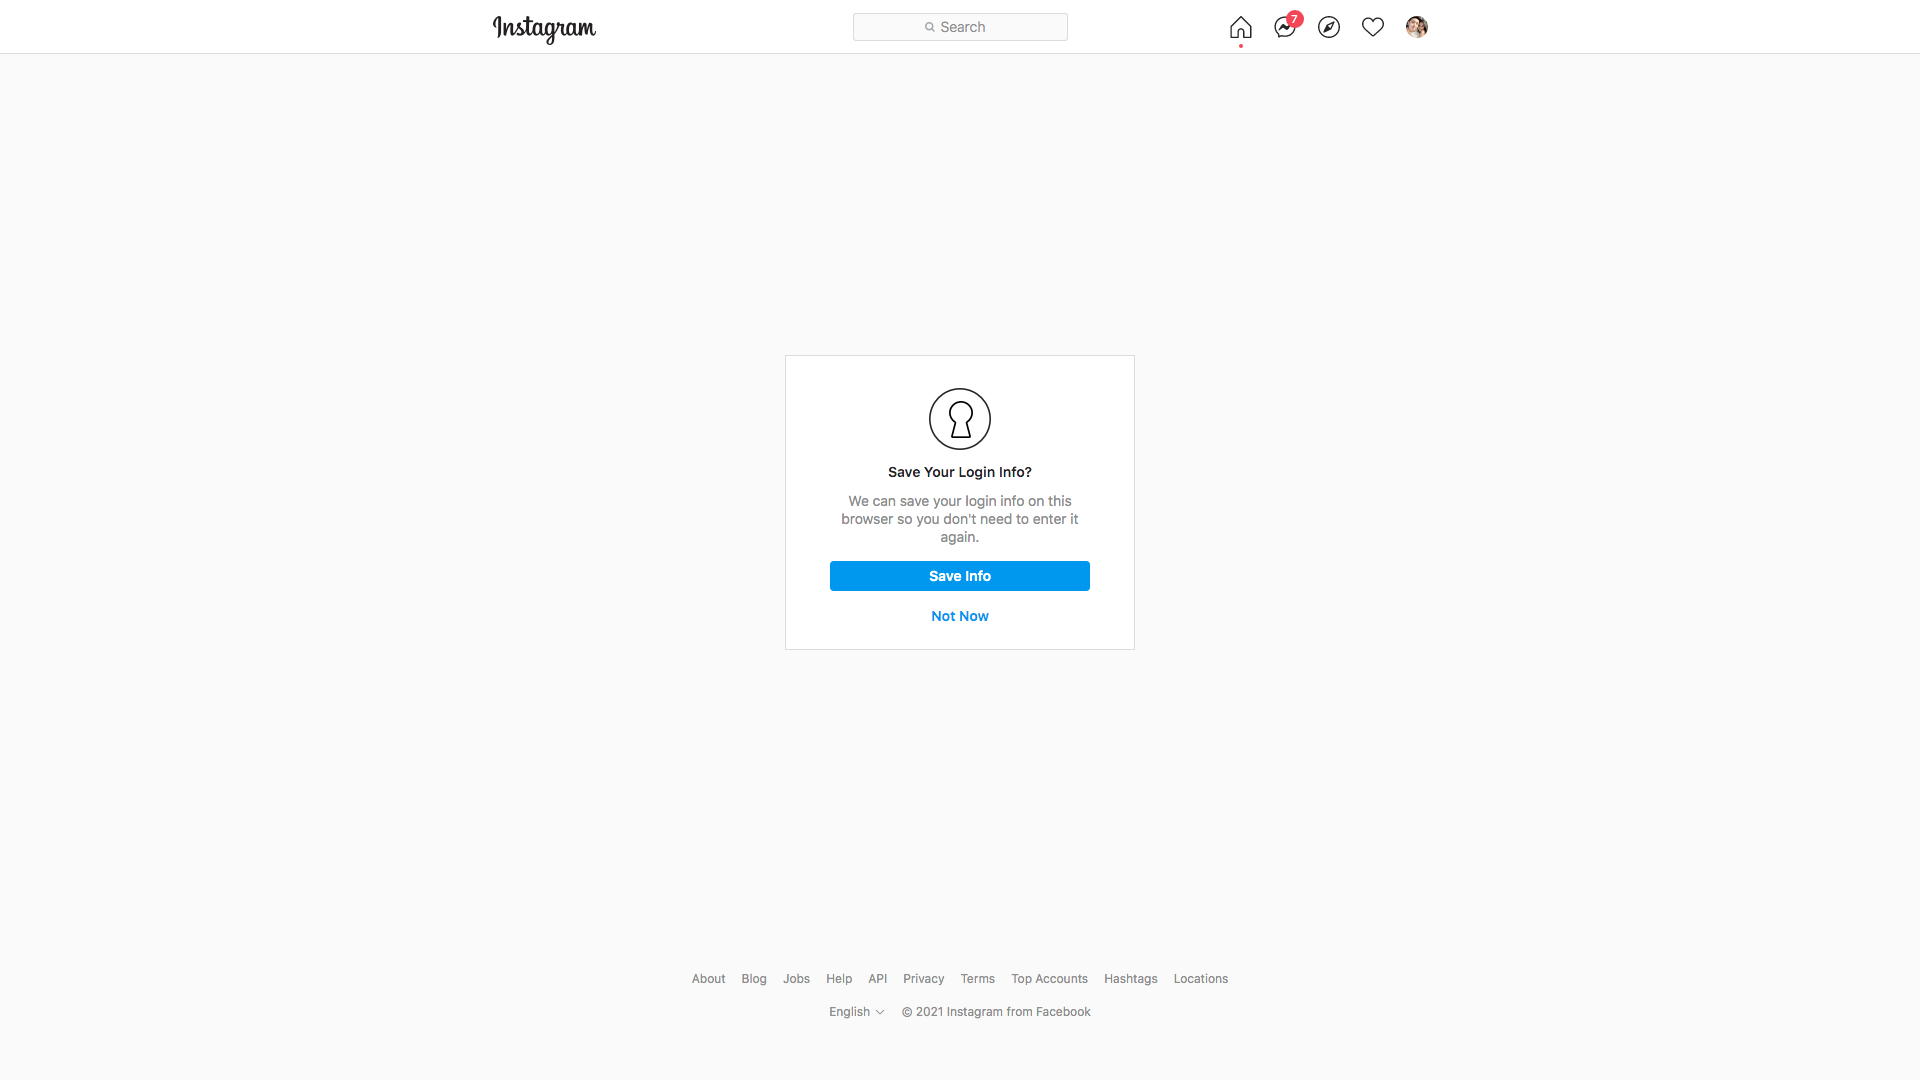 Instagram
Search
7
Save Your Login Info?
We can save your login info on this
browser so you don't need to enter it
again.
Save Info
Not Now
About Blog Jobs Help API Privacy Terms Top Accounts Hashtags Locations
English © 2021 Instagram from Facebook